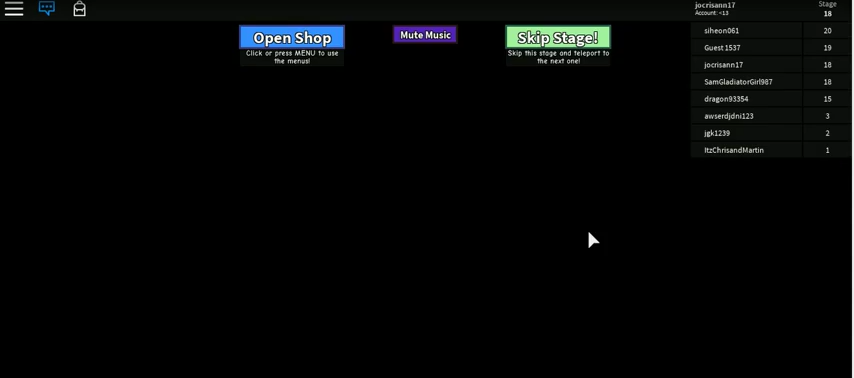 jocrisann17
Account: <13
Stage
18
Open Shop
Click or press MENU to use
the menus!
Mute Music
Skip Stage!
Skip this stage and teleport to
the next one!
siheon061 20
Guest 1537 19
jocrisann17 18
SamGladiatorGirl987 18
dragon93354 15
awserdjdni123 3
jgk1239 2
ItzChrisandMartin 1